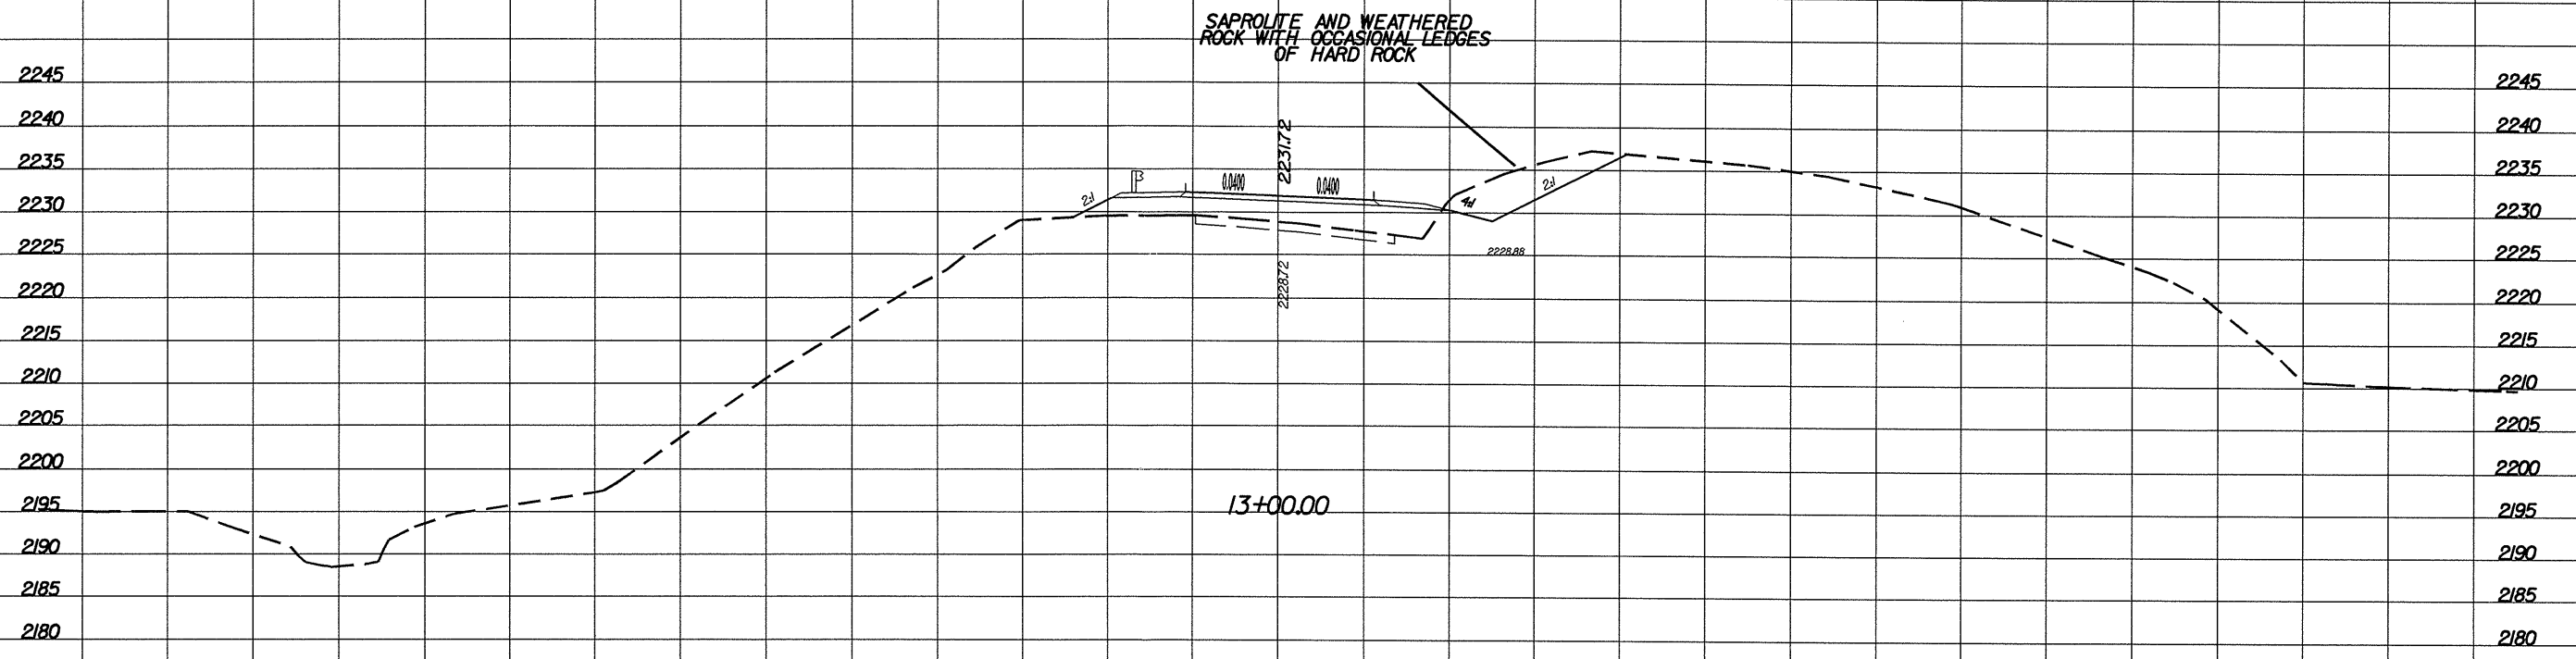 SAPROLITE AND WEATHERED
ROCK WITH OCCASIONAL LEDGES
OF HARD ROCK
2245 2245
2240 2231.72 2240
2235 0.0400 0.0400 2:1 2235
2230 2:1 4:1 2230
2225 2228.88 2225
2220 2228.72 2220
2215 2215
2210 2210
2205 2205
2200 2200
2195 13+00.00 2195
2190 2190
2185 2185
2180 2180